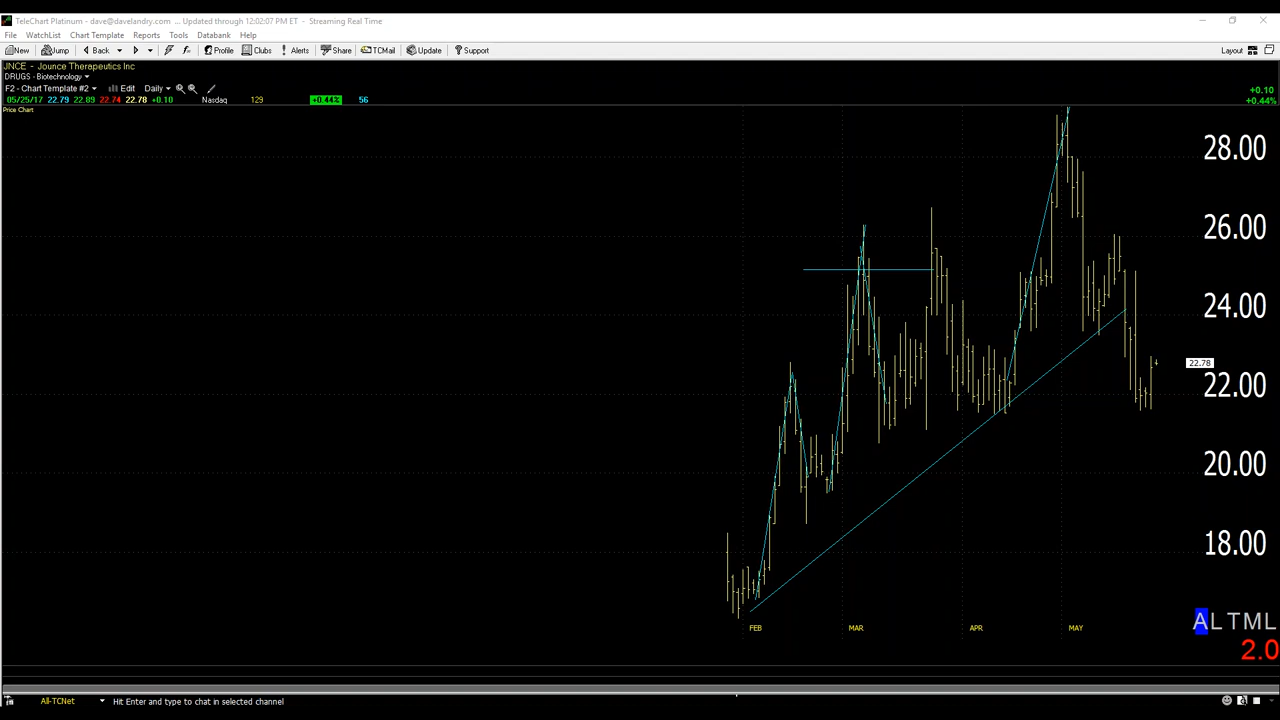 TeleChart Platinum - dave@davelandry.com ... Updated through 12:02:07 PM ET - Streaming Real Time
File WatchList Chart Template Reports Tools Databank Help
New Jump Back Profile Clubs Alerts Share TCMail Update Support Layout
JNCE - Jounce Therapeutics Inc
DRUGS - Biotechnology
F2 - Chart Template #2 Edit Daily +0.10
05/25/17 22.79 22.89 22.74 22.78 +0.10 Nasdaq 129 +0.44% 56 +0.44%
Price Chart
28.00
26.00
24.00
22.78
22.00
20.00
18.00
ALTML
FEB MAR APR MAY
2.0
All-TCNet Hit Enter and type to chat in selected channel